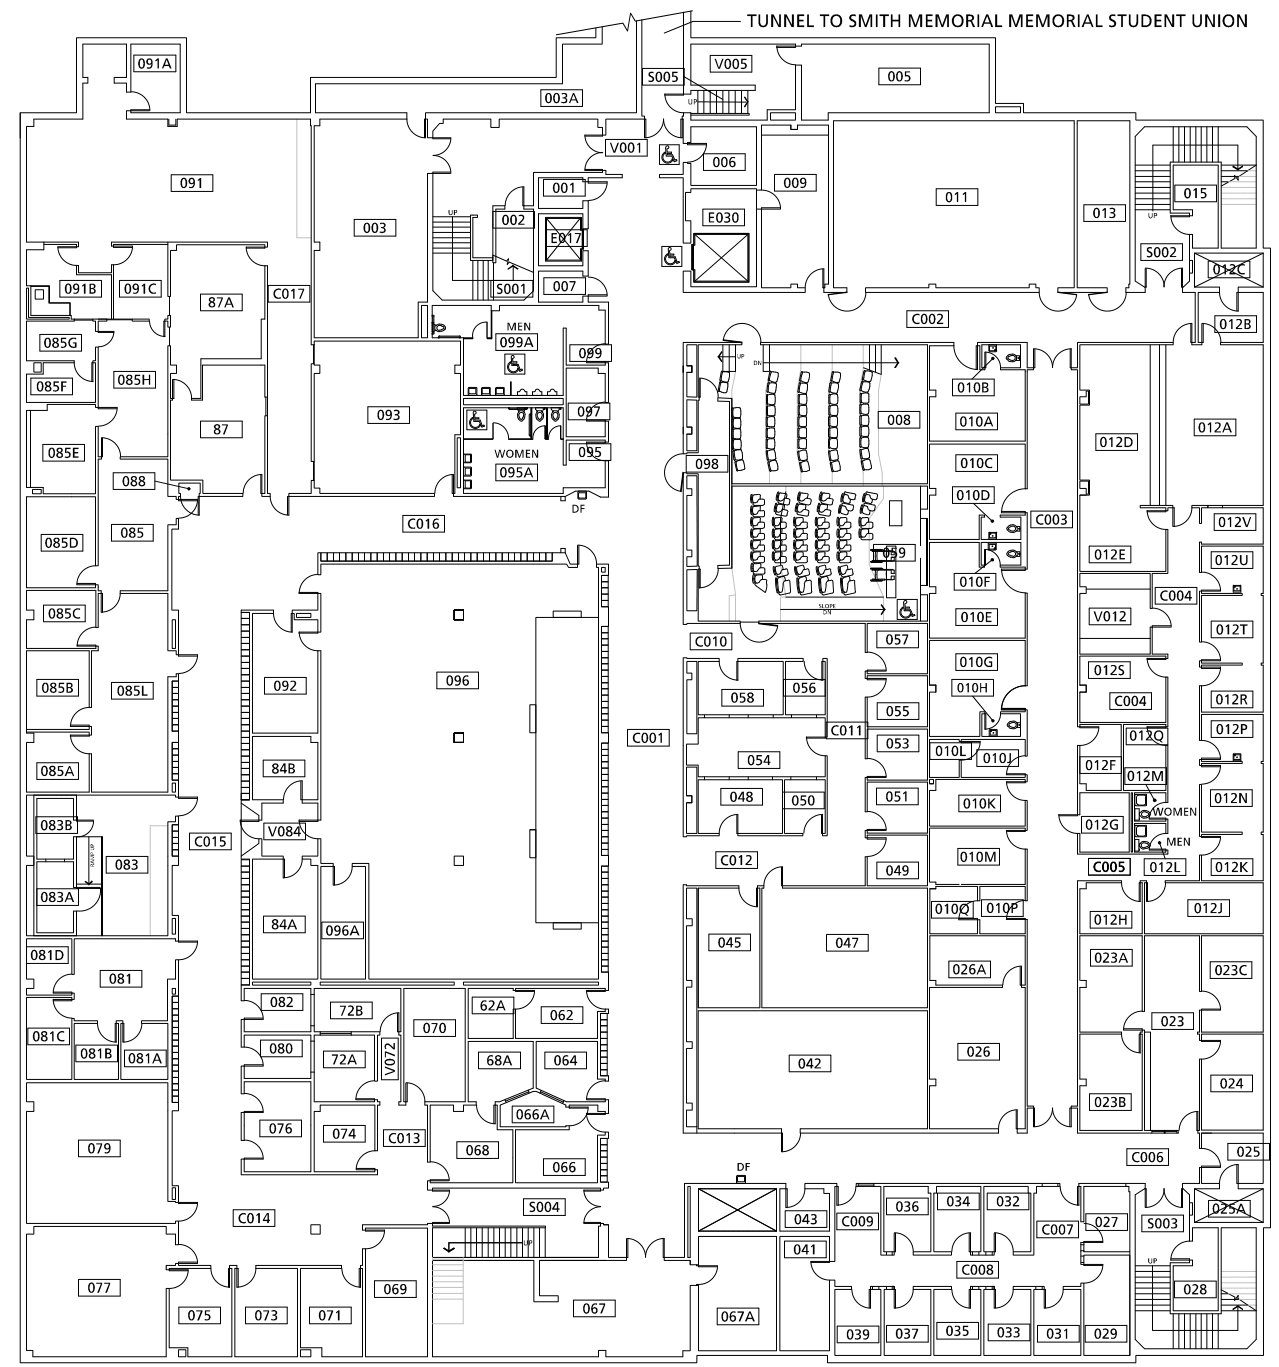 TUNNEL TO SMITH MEMORIAL MEMORIAL STUDENT UNION
091A
V005
S005
005
003A
UP
V001
006
009
091
001
011
015
013
002
UP
UP
E030
003
E017
S002
012C
091B
091C
87A
C017
S001
007
C002
012B
085G
MEN
099A
099
UP
DN
085F
085H
010B
093
097
008
010A
012D
012A
87
085E
WOMEN
095A
095
098
010C
088
010D
DF
C016
C003
012V
085
085D
059
012E
012U
010F
C004
085C
SLOPE
DN
V012
010E
012T
C010
057
010G
012S
096
092
085B
085L
058
056
010H
C004
012R
055
C001
C011
012P
012Q
053
010L
010J
054
012F
084A
84B
085A
012M
048
050
051
010K
012N
WOMEN
083B
V084
012G
C015
RAMP UP
MEN
083
C012
010M
C005
012L
012K
049
083A
84A
096A
010Q
010P
012H
012J
045
047
081D
023A
026A
023C
081
082
72B
62A
062
070
023
081C
080
72A
V072
68A
064
026
081B
081A
042
024
066A
023B
076
074
C013
079
068
066
C006
025
DF
S004
036
034
032
025A
C014
043
C009
C007
027
S003
UP
041
C008
UP
077
069
028
075
073
071
067
067A
039
037
035
033
031
029